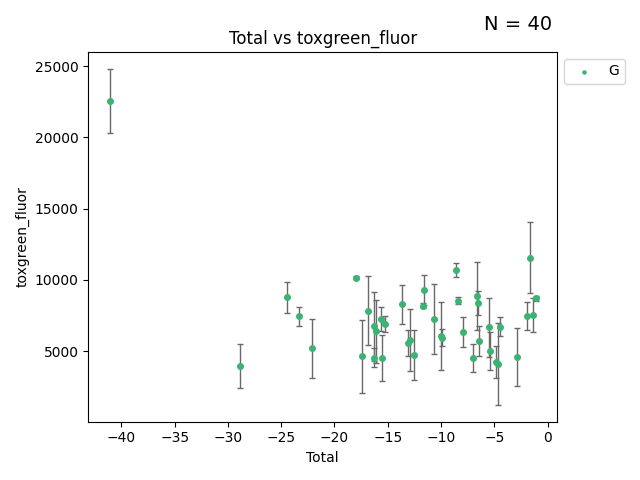 N = 40
Total vs toxgreen_fluor
G
25000
20000
15000
10000
5000
toxgreen_fluor
−40 −35 −30 −25 −20 −15 −10 −5 0
Total